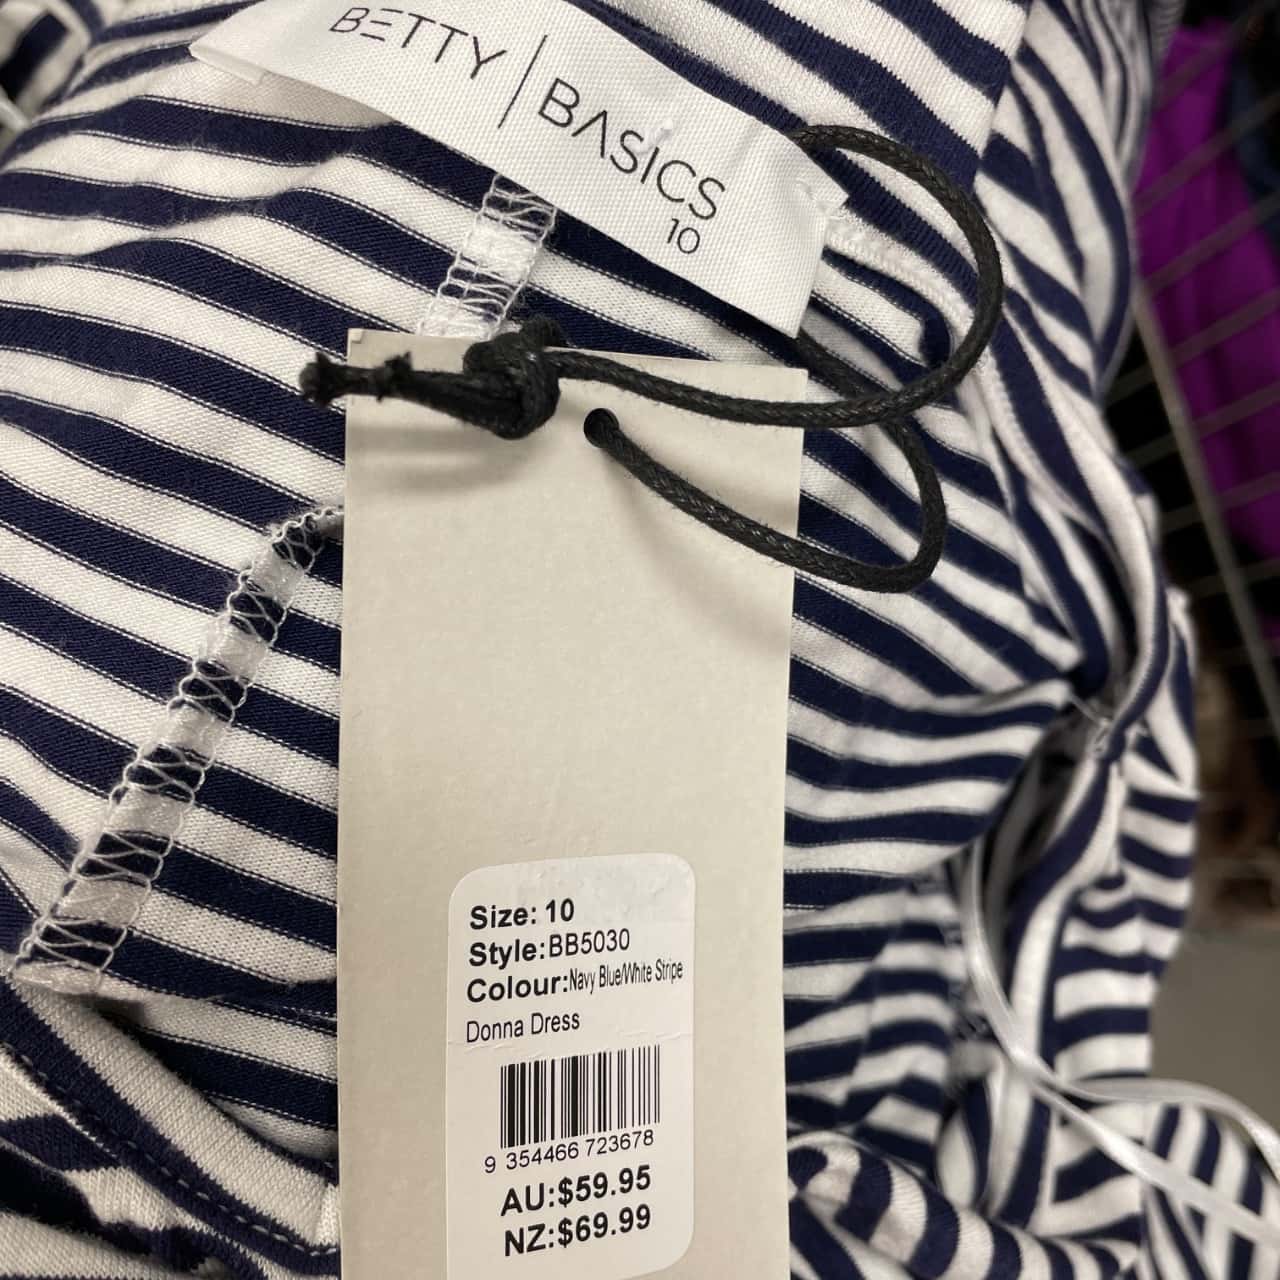 BETTY | BASICS
10
Size: 10
Style:BB5030
Colour:Navy Blue/White Stripe
Donna Dress
9 354466 723678
AU:$59.95
NZ:$69.99